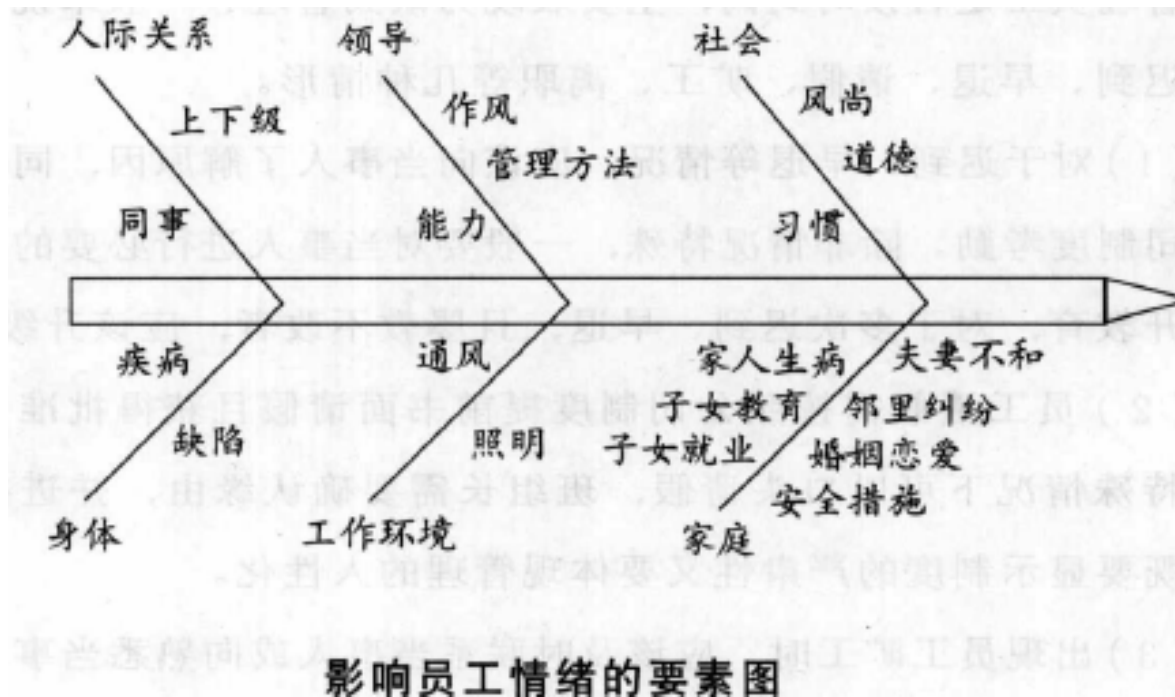 人际关系
领导
社会
上下级
作风
风尚
管理方法
道德
同事
能力
习惯
疾病
通风
家人生病
夫妻不和
子女教育
邻里纠纷
缺陷
照明
子女就业
婚姻恋爱
安全措施
身体
工作环境
家庭
影响员工情绪的要素图